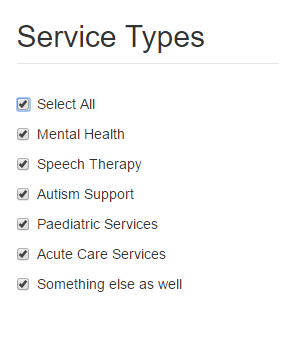 Service Types
Select All
Mental Health
Speech Therapy
Autism Support
Paediatric Services
Acute Care Services
Something else as well